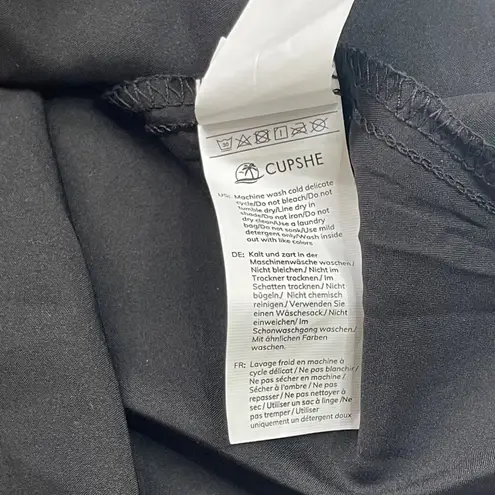 30
CUPSHE
US: Machine wash cold delicate
cycle/Do not bleach/Do not
tumble dry/Line dry in
shade/Do not iron/Do not
dry clean/Use a laundry
bag/Do not soak/Use mild
detergent only/Wash inside
out with like colors
DE: Kalt und zart in der
Maschinenwäsche waschen/
Nicht bleichen./ Nicht im
Trockner trocknen./ Im
Schatten trocknen./ Nicht
bügeln./ Nicht chemisch
reinigen./ Verwenden Sie
einen Wäschesack./ Nicht
einweichen/ Im
Schonwaschgang waschen./
Mit ähnlichen Farben
waschen.
FR: Lavage froid en machine à
cycle délicat / Ne pas blanchir/
Ne pas sécher en machine /
Sécher à l'ombre / Ne pas
repasser / Ne pas nettoyer à
sec / Utiliser un sac à linge /Ne
pas tremper / Utiliser
uniquement un détergent doux